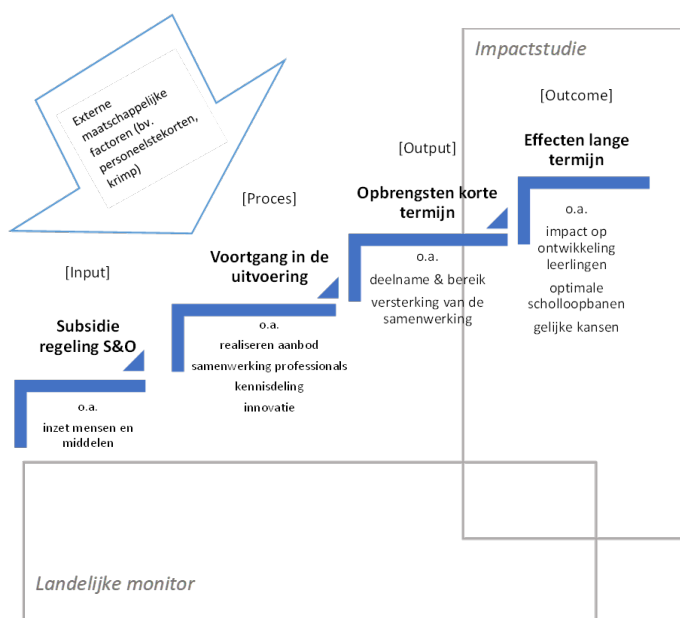 Impactstudie
Externe
maatschappelijke
factoren (bv.
personeelstekorten,
krimp)
[Input]
Subsidie
regeling S&O
o.a.
inzet mensen en
middelen
[Proces]
Voortgang in de
uitvoering
o.a.
realiseren aanbod
samenwerking professionals
kennisdeling
innovatie
[Output]
Opbrengsten korte
termijn
o.a.
deelname & bereik
versterking van de
samenwerking
[Outcome]
Effecten lange
termijn
o.a.
impact op
ontwikkeling
leerlingen
optimale
scholloopbanen
gelijke kansen
Landelijke monitor